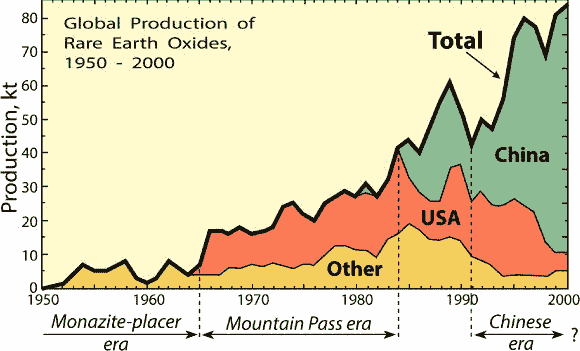 Global Production of
Rare Earth Oxides,
1950 - 2000
Total
China
USA
Other
Production, kt
80
70
60
50
40
30
20
10
0
1950
1960
1970
1980
1990
2000
Monazite-placer
era
Mountain Pass era
Chinese
era
?